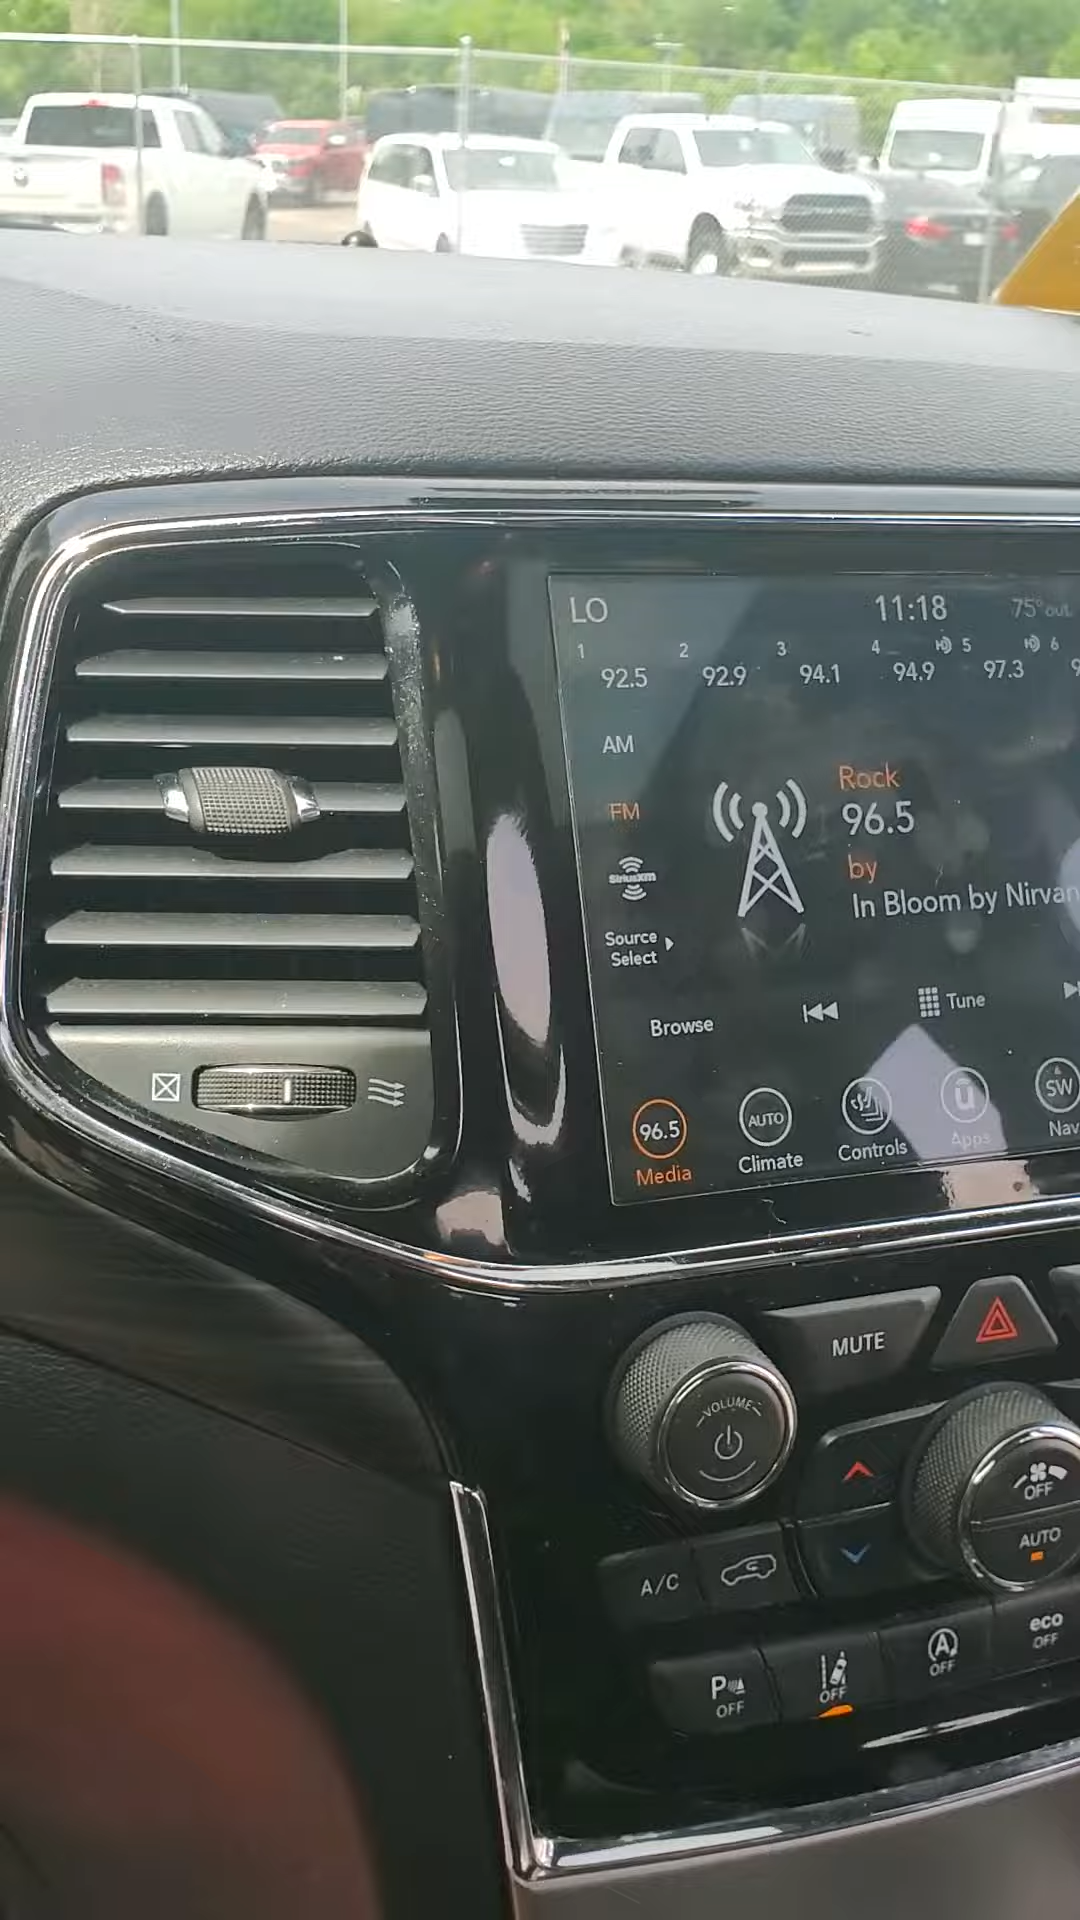 LO 11:18 75° out
1 2 3 4 5 6
92.5 92.9 94.1 94.9 97.3
AM
Rock
FM
96.5
by
SiriusXM
In Bloom by Nirvan
Source
Select
Browse
Tune
96.5 AUTO ū SW
Media Climate Controls Apps Nav
MUTE
VOLUME
OFF
AUTO
A/C
P OFF
OFF
A OFF
eco
OFF